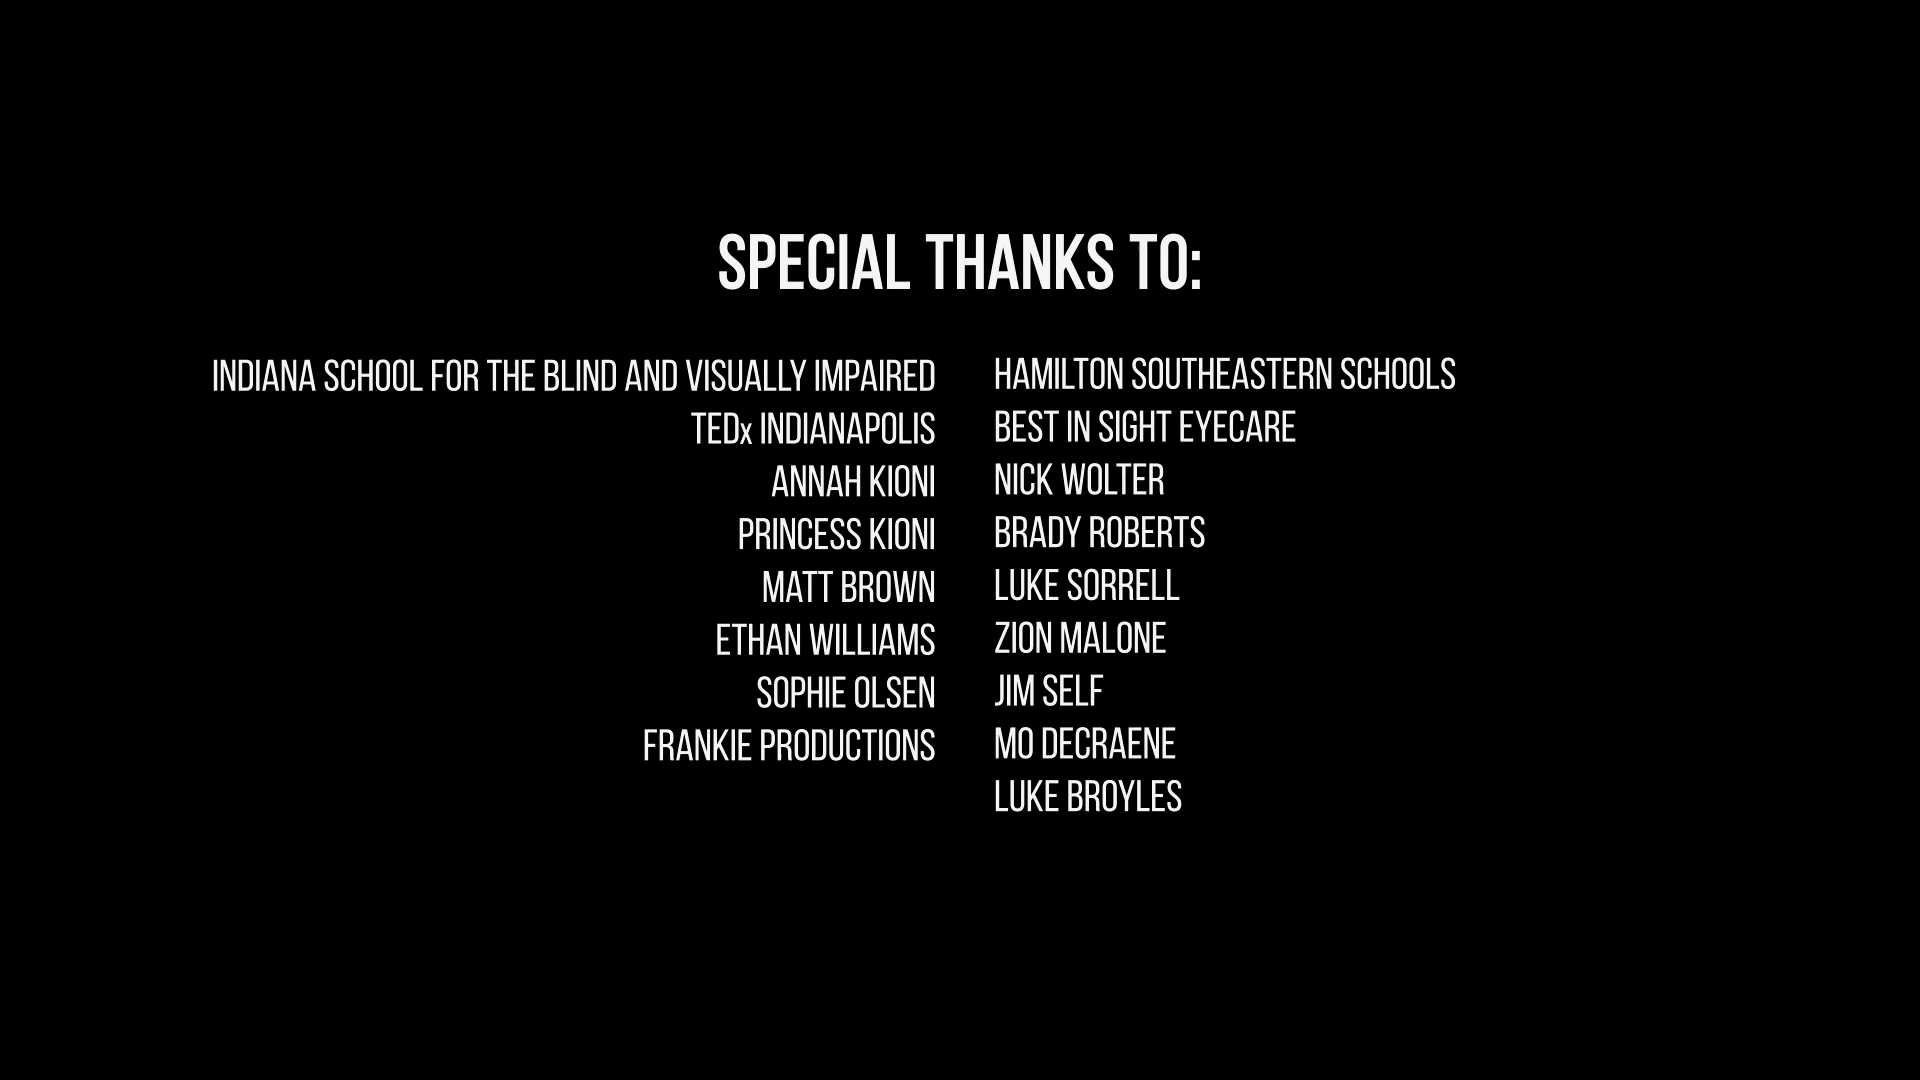 SPECIAL THANKS TO:
INDIANA SCHOOL FOR THE BLIND AND VISUALLY IMPAIRED
TEDx INDIANAPOLIS
ANNAH KIONI
PRINCESS KIONI
MATT BROWN
ETHAN WILLIAMS
SOPHIE OLSEN
FRANKIE PRODUCTIONS
HAMILTON SOUTHEASTERN SCHOOLS
BEST IN SIGHT EYECARE
NICK WOLTER
BRADY ROBERTS
LUKE SORRELL
ZION MALONE
JIM SELF
MO DECRAENE
LUKE BROYLES